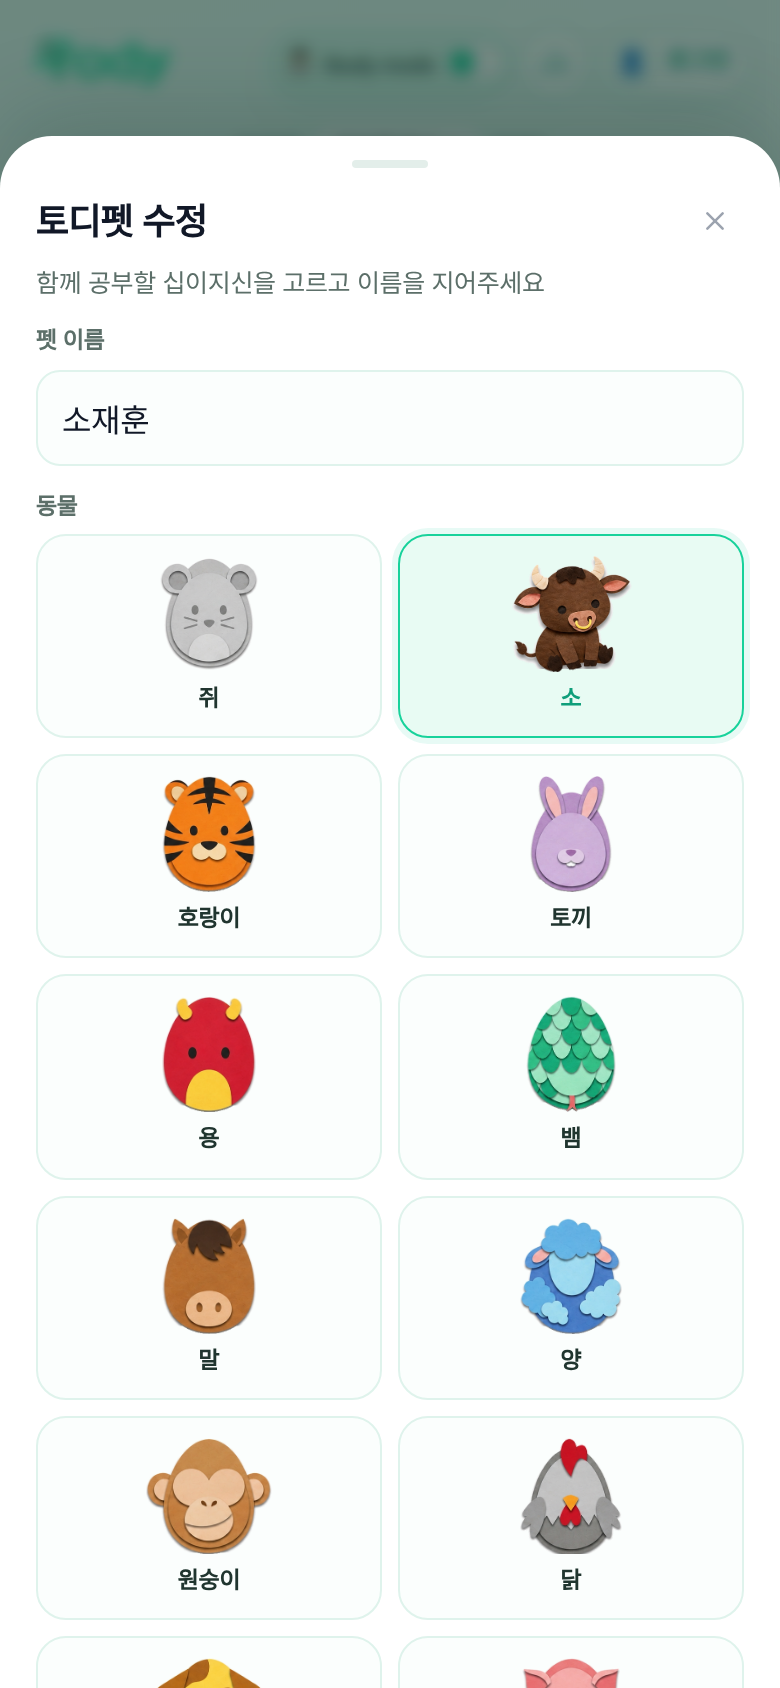 토디펫 수정
함께 공부할 십이지신을 고르고 이름을 지어주세요
펫 이름
소재훈
동물
쥐
소
호랑이
토끼
용
뱀
말
양
원숭이
닭